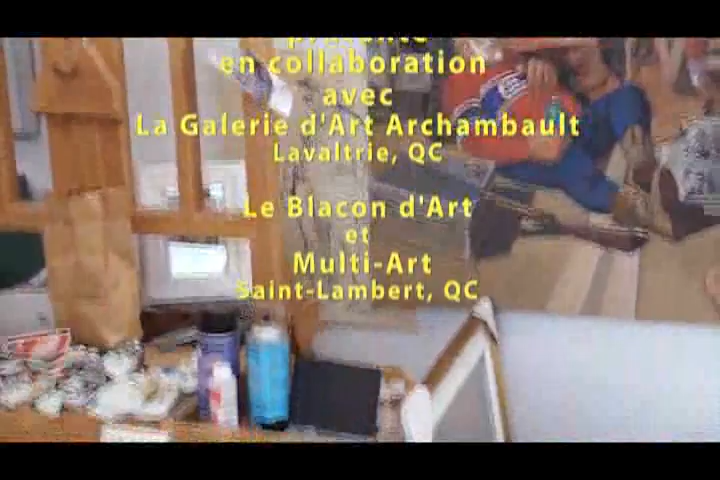 en collaboration
avec
La Galerie d'Art Archambault
Lavaltrie, QC
Le Blacon d'Art
et
Multi-Art
Saint-Lambert, QC